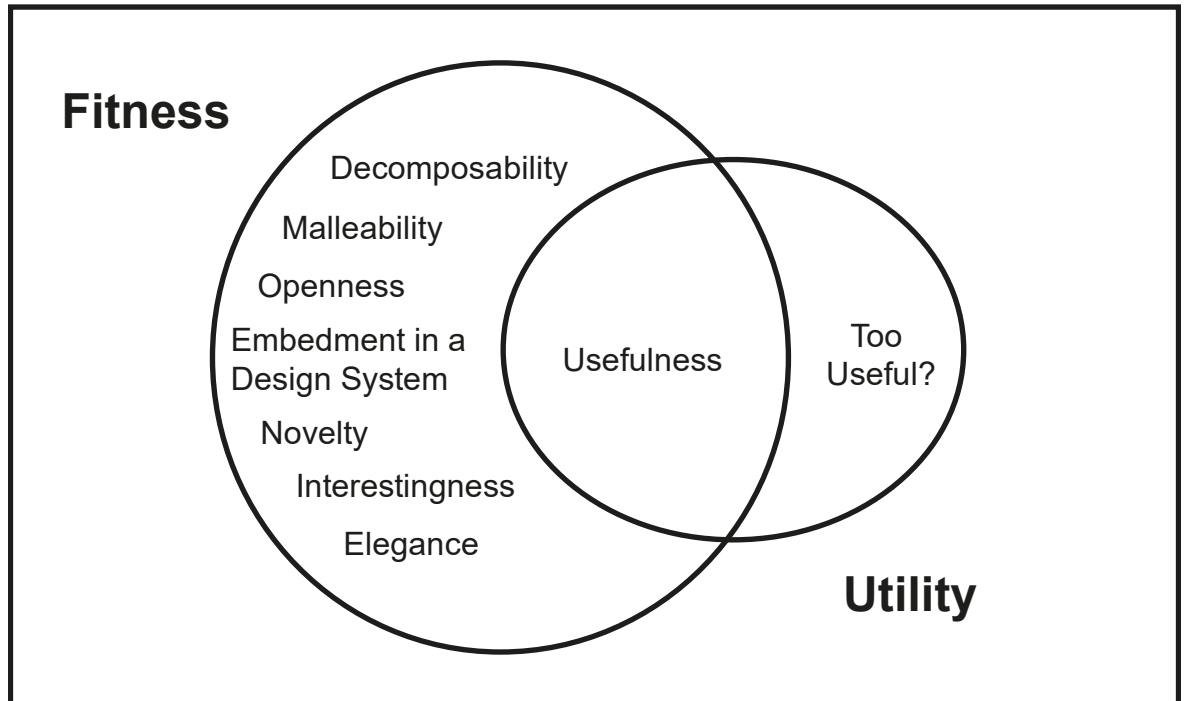 Fitness
Decomposability
Malleability
Openness
Embedment in a
Design System
Novelty
Interestingness
Elegance
Usefulness
Too
Useful?
Utility